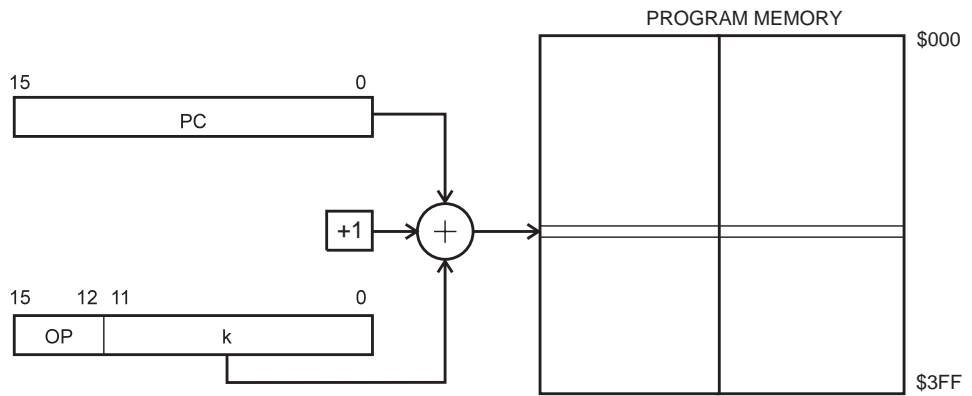 PROGRAM MEMORY
$000
15 0
PC
+1
+
15 12 11 0
OP k
$3FF